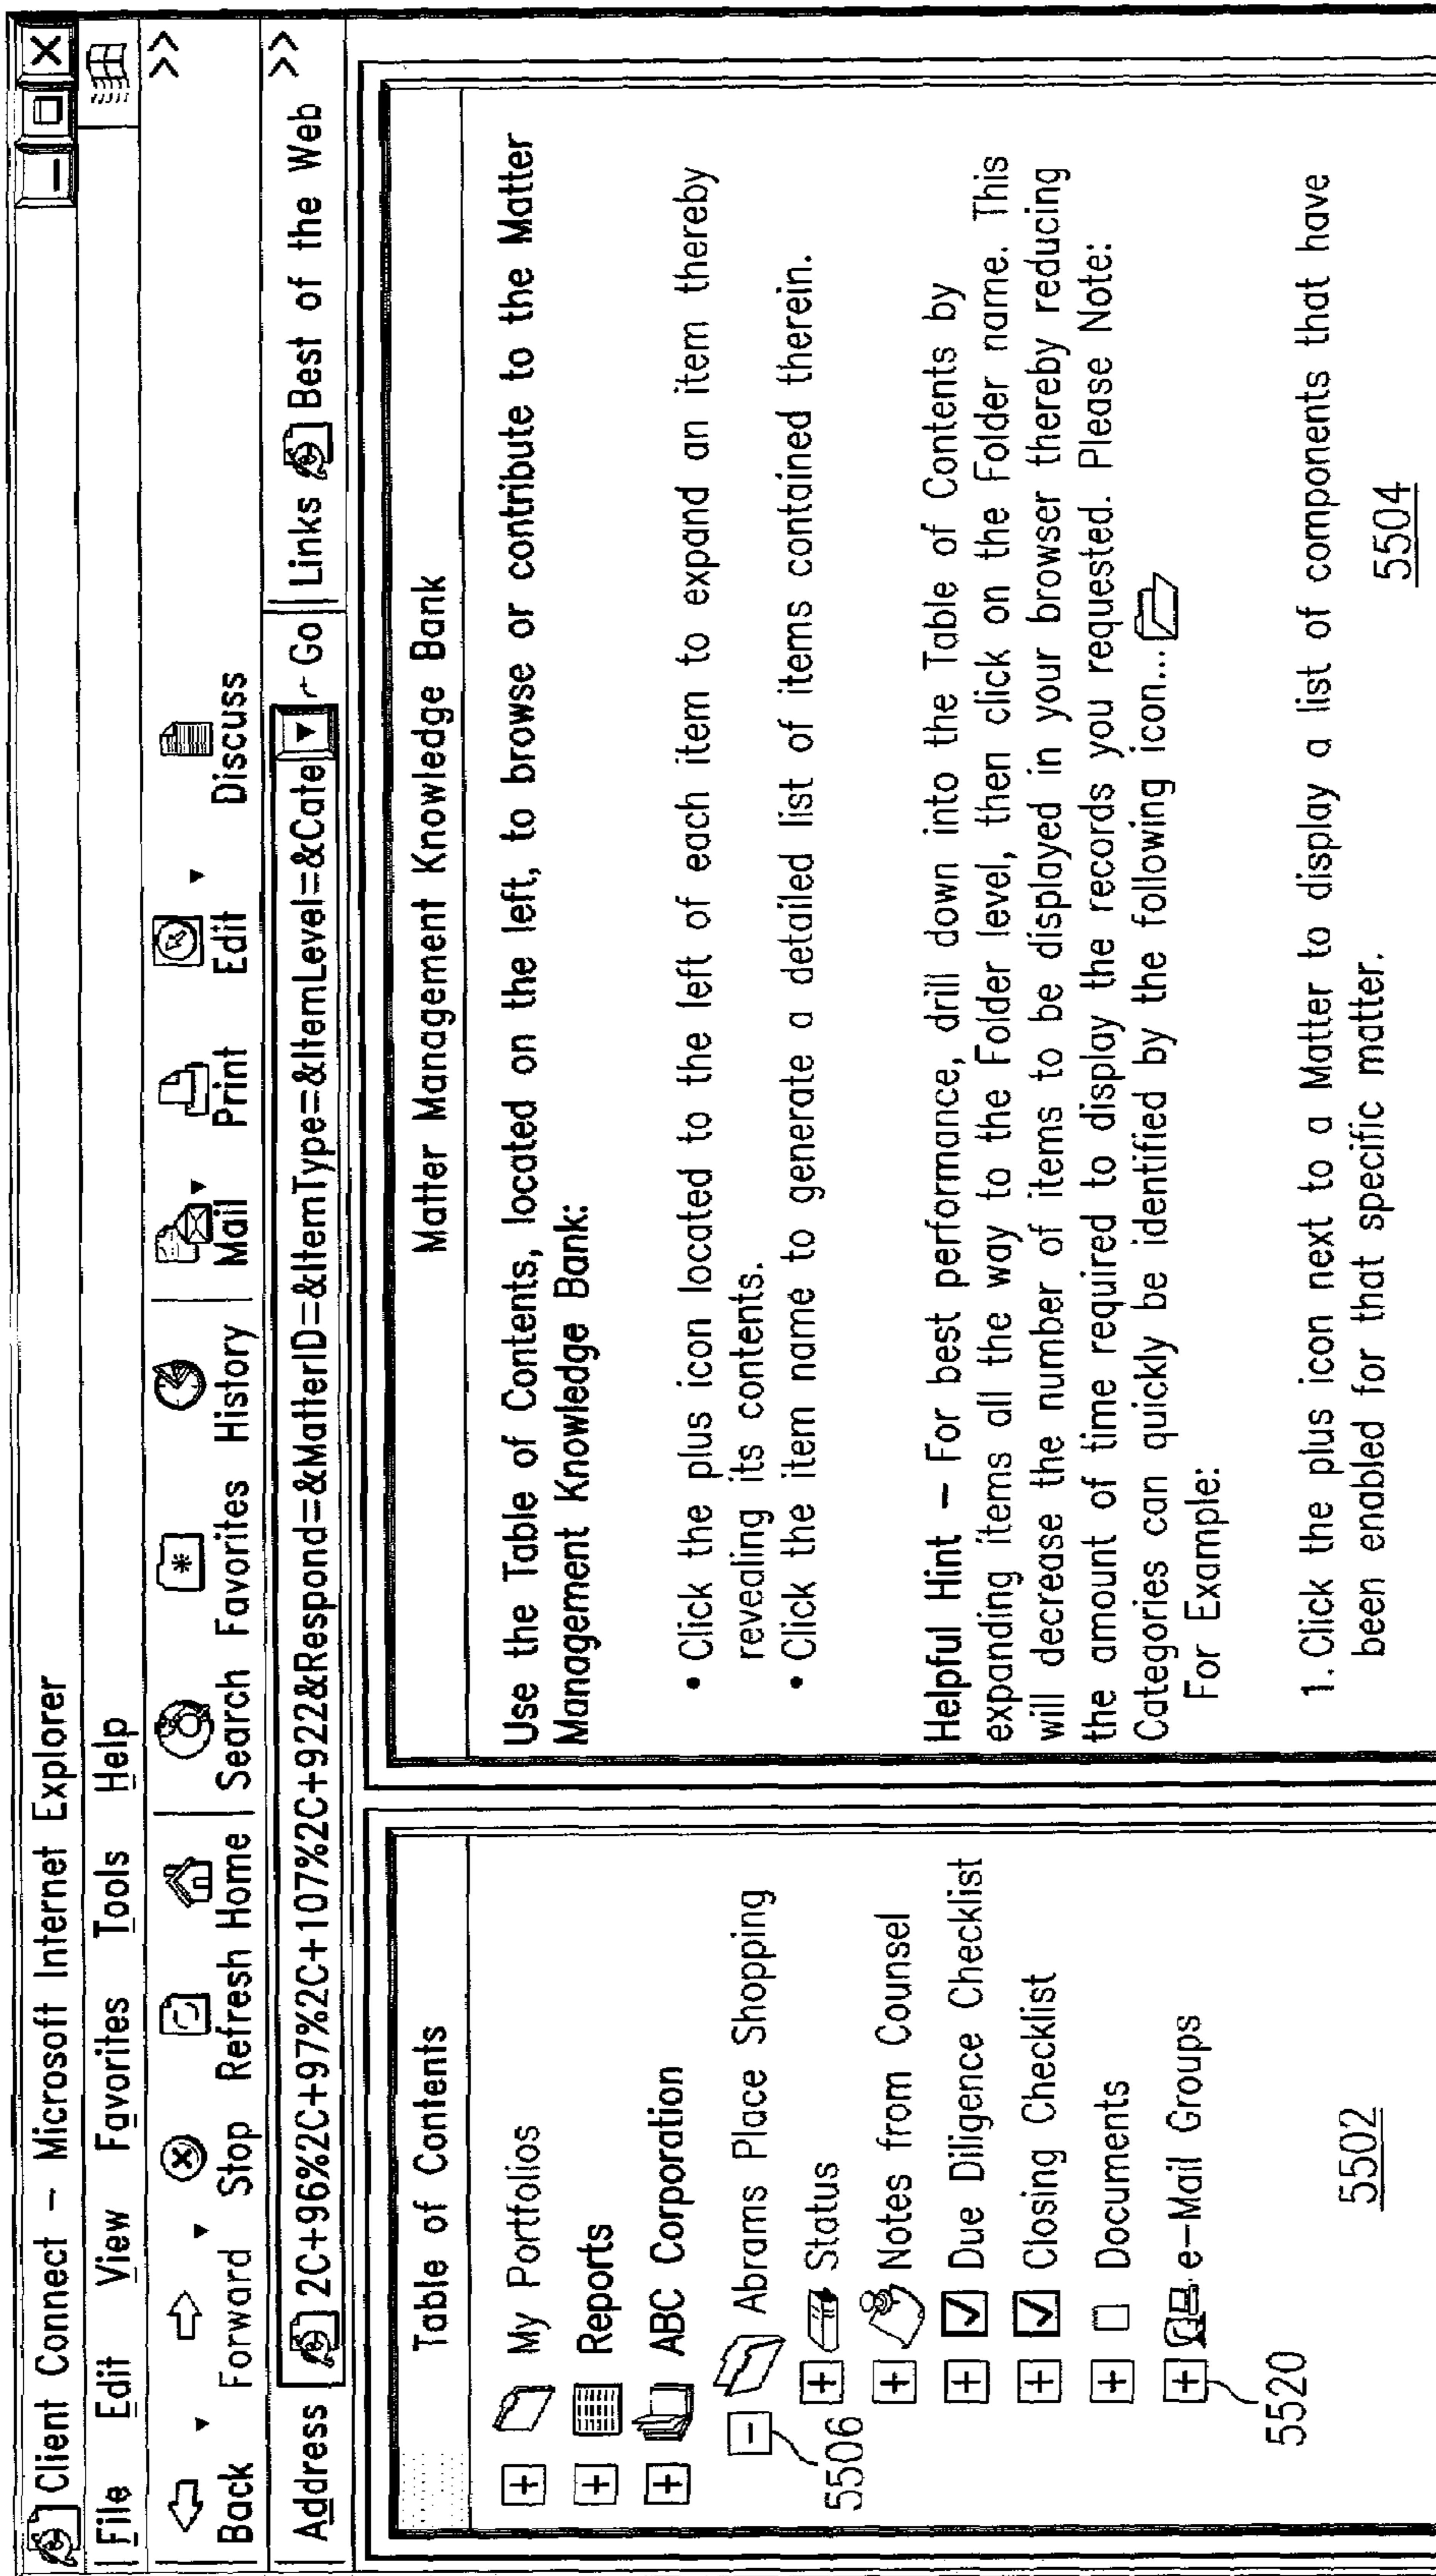 Client Connect – Microsoft Internet Explorer
File Edit View Favorites Tools Help
Back Forward Stop Refresh Home Search Favorites History Mail Print Edit Discuss >>
Address 2C+96%2C+97%2C+107%2C+922&Respond=&MatterID=&ItemType=&ItemLevel=&Cate Go Links Best of the Web >>
Table of Contents
My Portfolios
Reports
ABC Corporation
Abrams Place Shopping
5506
Status
Notes from Counsel
Due Diligence Checklist
Closing Checklist
Documents
e–Mail Groups
5520
5502
Matter Management Knowledge Bank
Use the Table of Contents, located on the left, to browse or contribute to the Matter
Management Knowledge Bank:
• Click the plus icon located to the left of each item to expand an item thereby
revealing its contents.
• Click the item name to generate a detailed list of items contained therein.
Helpful Hint – For best performance, drill down into the Table of Contents by
expanding items all the way to the Folder level, then click on the Folder name. This
will decrease the number of items to be displayed in your browser thereby reducing
the amount of time required to display the records you requested. Please Note:
Categories can quickly be identified by the following icon...
For Example:
1. Click the plus icon next to a Matter to display a list of components that have
been enabled for that specific matter.
5504